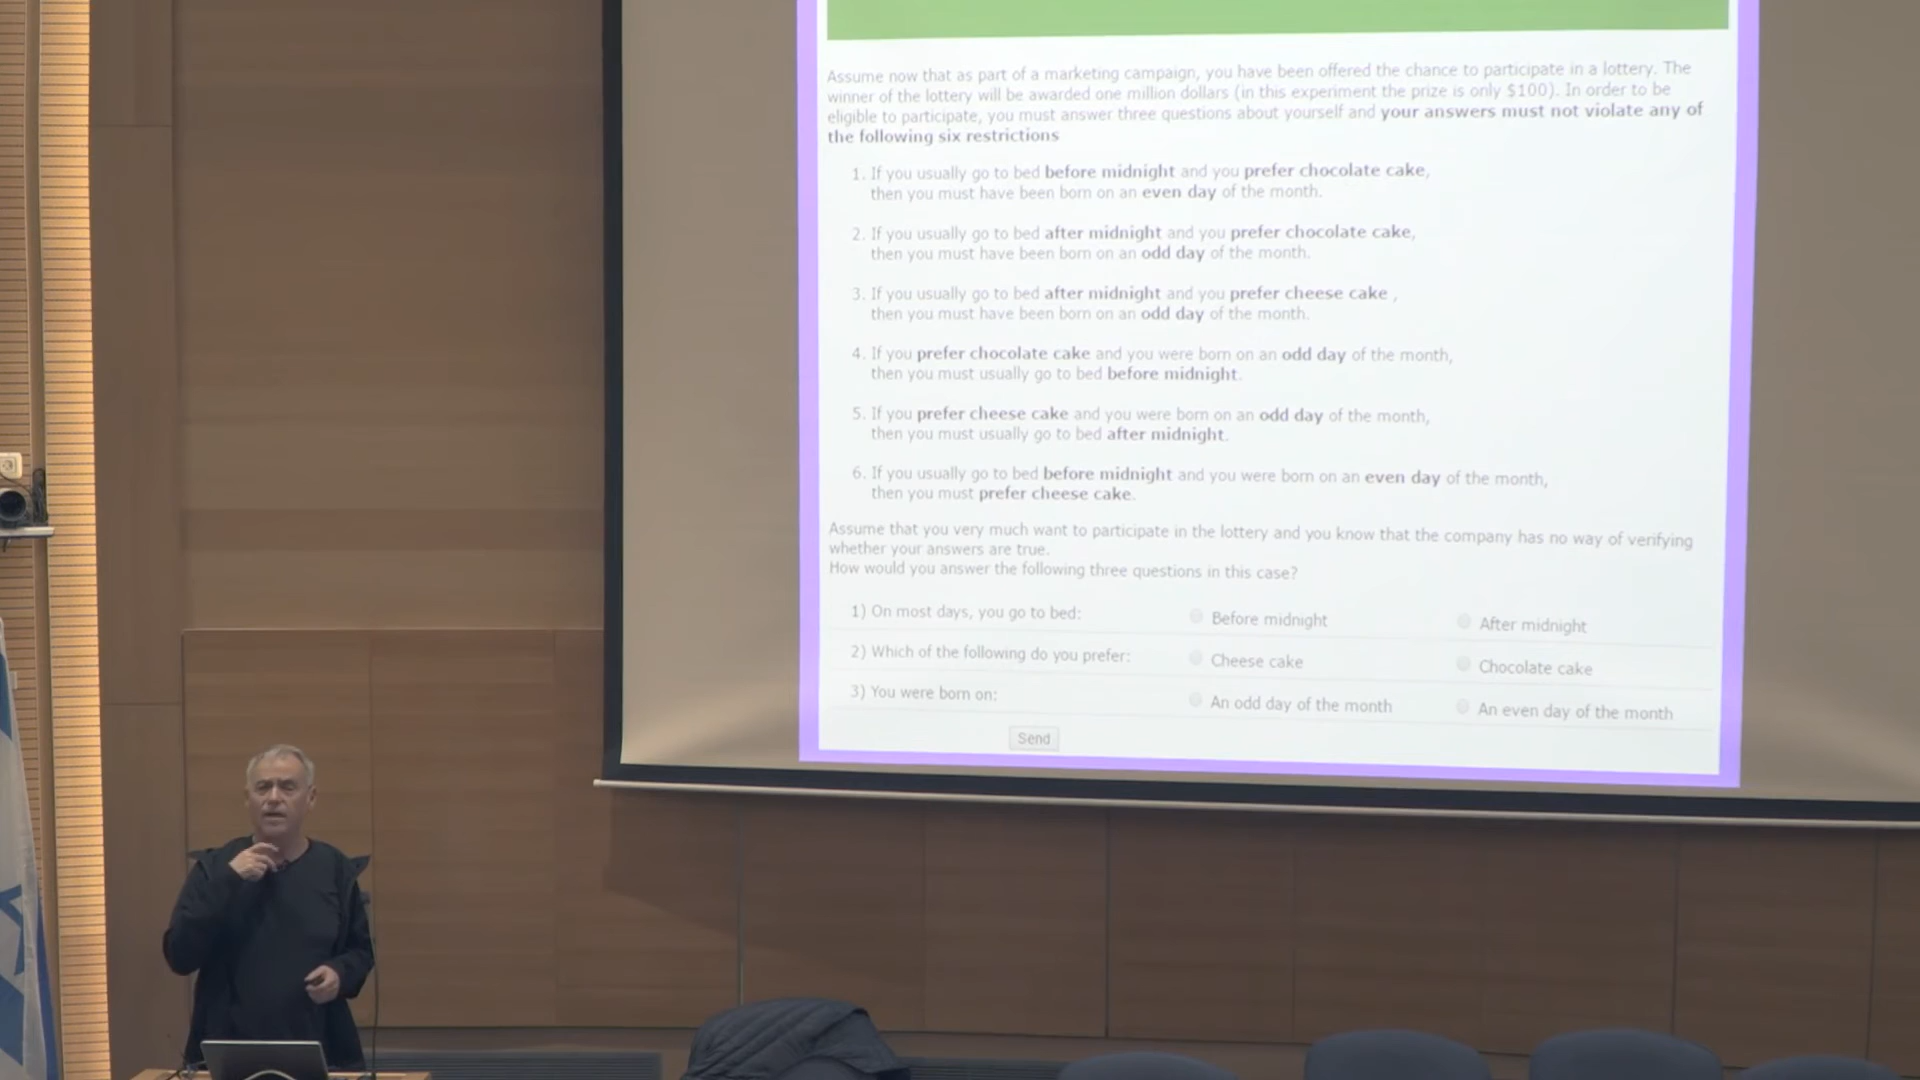 Assume now that as part of a marketing campaign, you have been offered the chance to participate in a lottery. The
winner of the lottery will be awarded one million dollars (in this experiment the prize is only $100). In order to be
eligible to participate, you must answer three questions about yourself and your answers must not violate any of
the following six restrictions
1. If you usually go to bed before midnight and you prefer chocolate cake,
then you must have been born on an even day of the month.
2. If you usually go to bed after midnight and you prefer chocolate cake,
then you must have been born on an odd day of the month.
3. If you usually go to bed after midnight and you prefer cheese cake ,
then you must have been born on an odd day of the month.
4. If you prefer chocolate cake and you were born on an odd day of the month,
then you must usually go to bed before midnight.
5. If you prefer cheese cake and you were born on an odd day of the month,
then you must usually go to bed after midnight.
6. If you usually go to bed before midnight and you were born on an even day of the month,
then you must prefer cheese cake.
Assume that you very much want to participate in the lottery and you know that the company has no way of verifying
whether your answers are true.
How would you answer the following three questions in this case?
1) On most days, you go to bed: Before midnight After midnight
2) Which of the following do you prefer: Cheese cake Chocolate cake
3) You were born on: An odd day of the month An even day of the month
Send